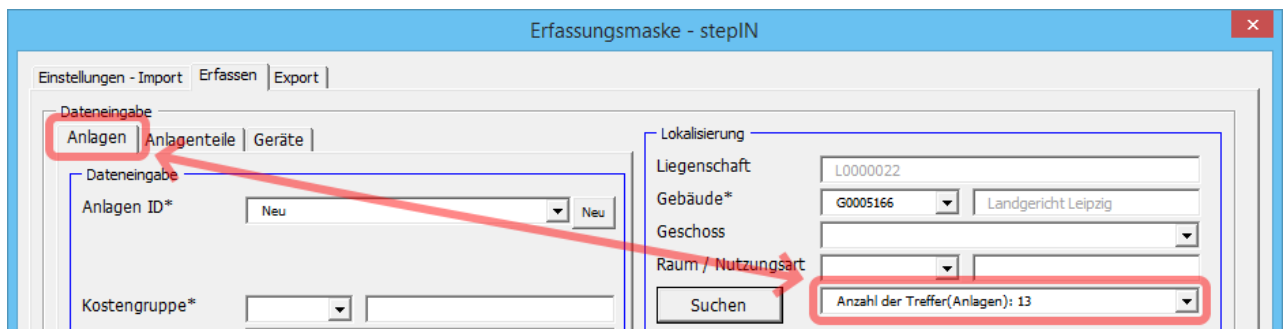 Erfassungsmaske - stepIN
Einstellungen - Import Erfassen Export
Dateneingabe
Anlagen Anlagenteile Geräte
Dateneingabe
Anlagen ID* Neu Neu
Kostengruppe*
Lokalisierung
Liegenschaft L0000022
Gebäude* G0005166 Landgericht Leipzig
Geschoss
Raum / Nutzungsart
Suchen Anzahl der Treffer(Anlagen): 13